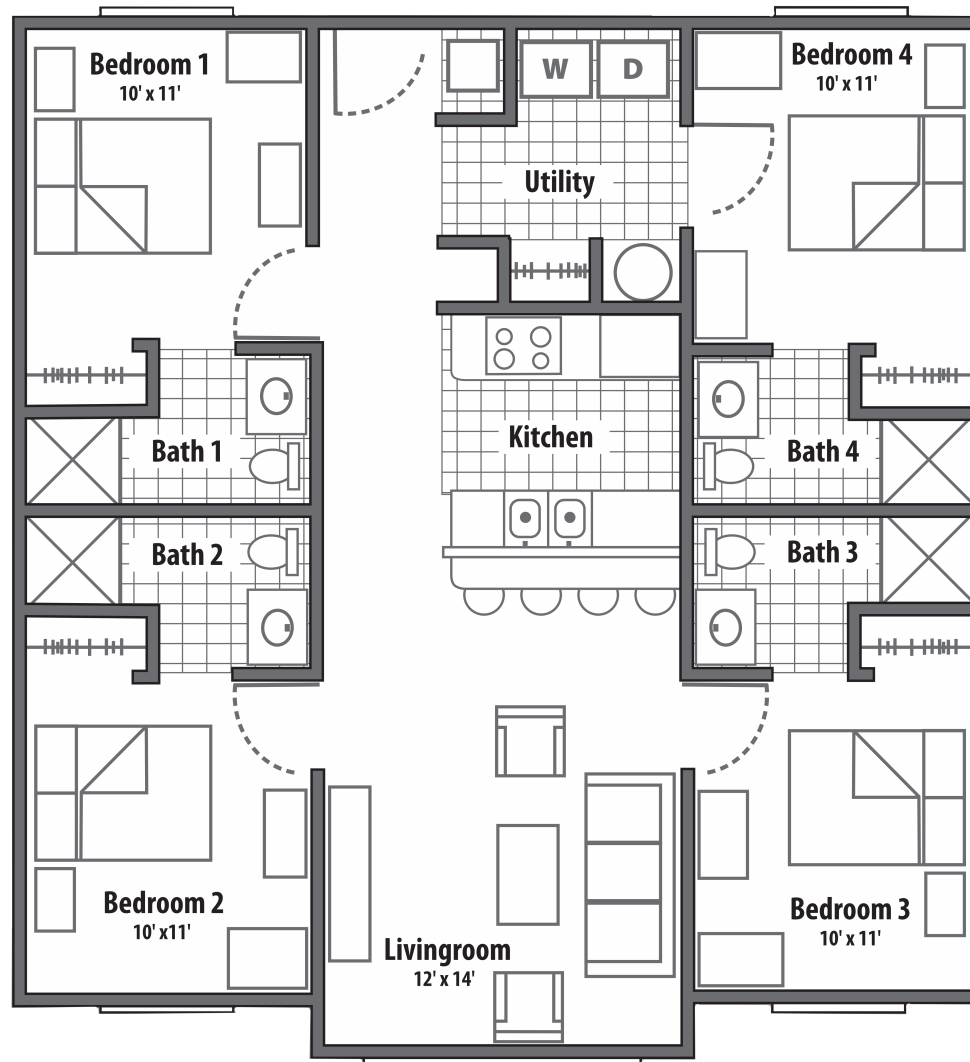 Bedroom 1
10' x 11'
W
D
Bedroom 4
10' x 11'
Utility
Kitchen
Bath 1
Bath 4
Bath 2
Bath 3
Bedroom 2
10' x11'
Livingroom
12' x 14'
Bedroom 3
10' x 11'